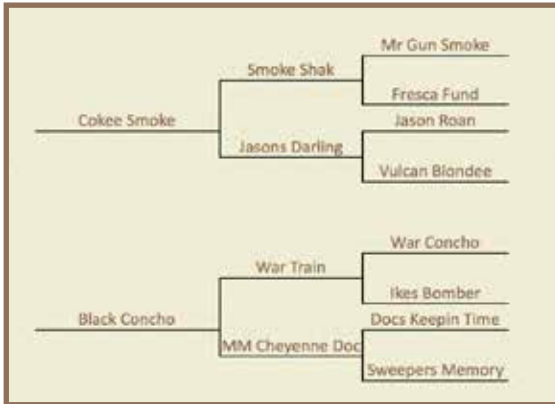 Mr Gun Smoke
Smoke Shak
Fresca Fund
Cokee Smoke
Jason Roan
Jasons Darling
Vulcan Blondee
War Concho
War Train
Ikes Bomber
Black Concho
Docs Keepin Time
MM Cheyenne Doc
Sweepers Memory